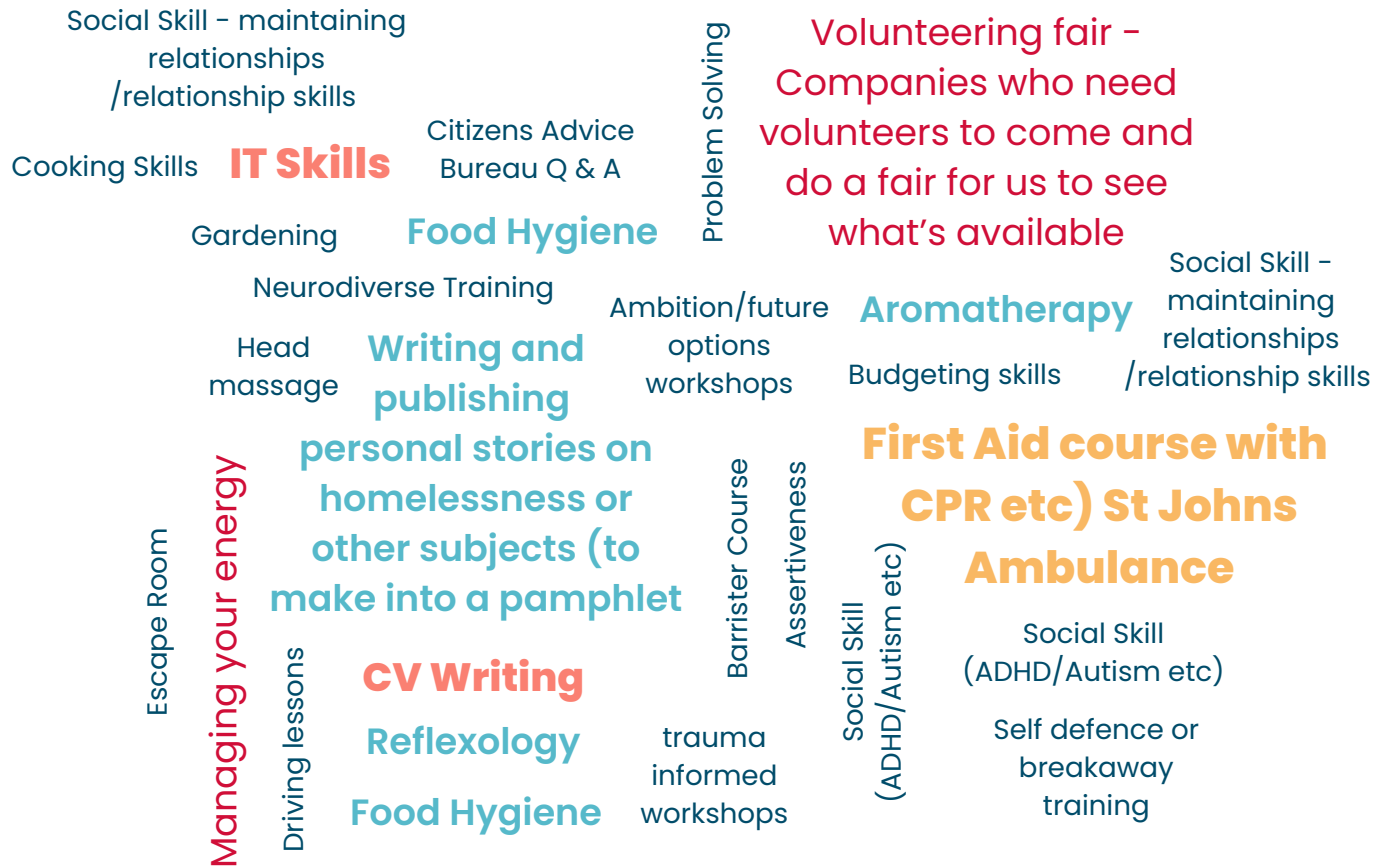 Social Skill - maintaining
relationships
/relationship skills
Problem Solving
Volunteering fair -
Companies who need
volunteers to come and
do a fair for us to see
what's available
Cooking Skills
IT Skills
Citizens Advice
Bureau Q & A
Gardening
Food Hygiene
Neurodiverse Training
Ambition/future
options
workshops
Aromatherapy
Social Skill -
maintaining
relationships
/relationship skills
Head
massage
Writing and
publishing
personal stories on
homelessness or
other subjects (to
make into a pamphlet
Budgeting skills
First Aid course with
CPR etc) St Johns
Ambulance
Escape Room
Managing your energy
Driving lessons
Barrister Course
Assertiveness
Social Skill
(ADHD/Autism etc)
Social Skill
(ADHD/Autism etc)
CV Writing
Reflexology
Food Hygiene
trauma
informed
workshops
Self defence or
breakaway
training